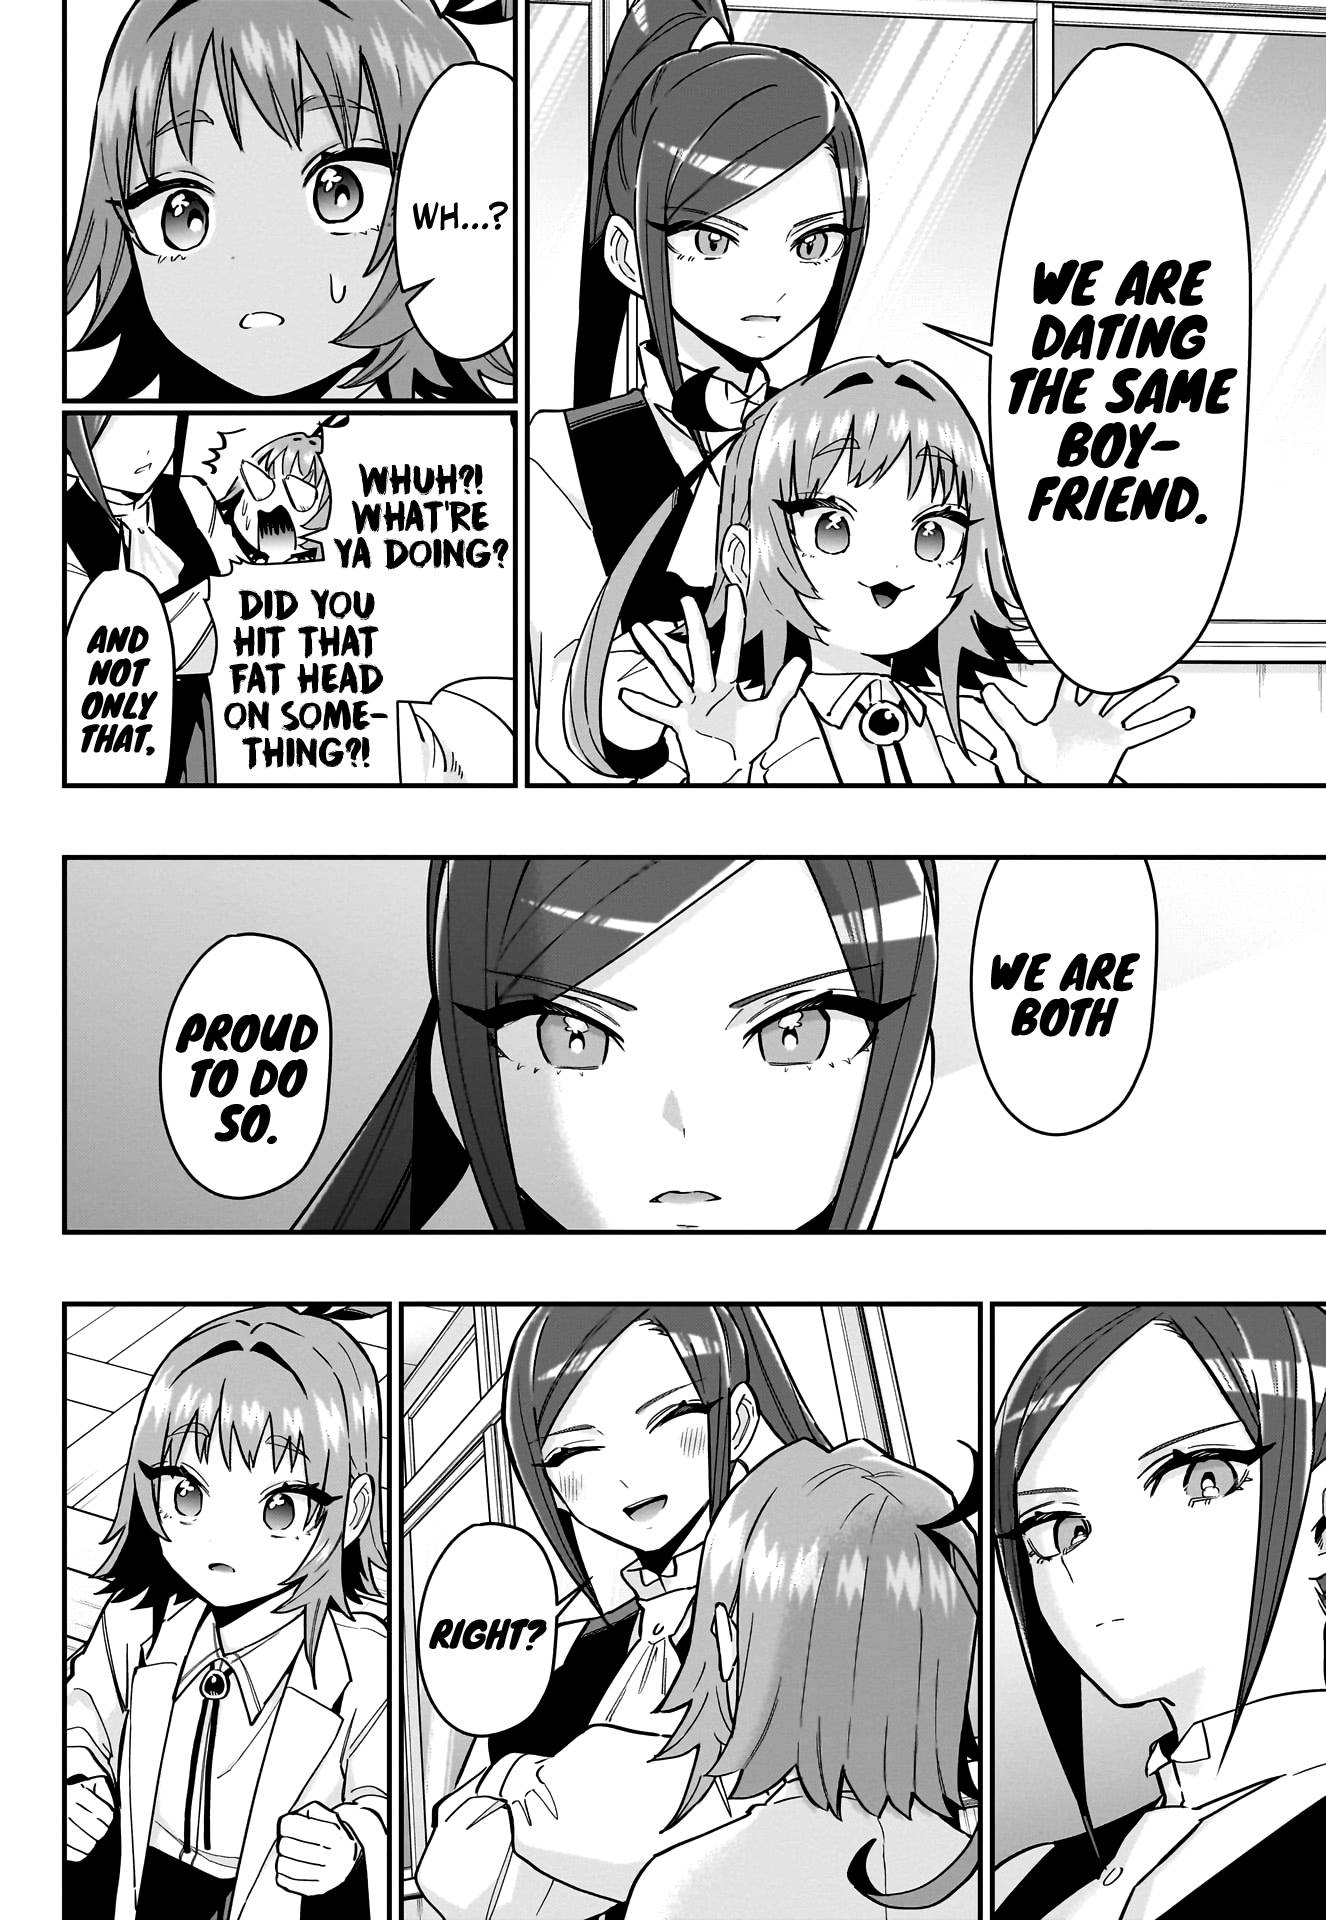 WE ARE
DATING
THE SAME
BOY-
FRIEND.
WH...?
WHUH?!
WHAT'RE
YA DOING?
DID YOU
HIT THAT
FAT HEAD
ON SOME-
THING?!
AND
NOT
ONLY
THAT,
WE ARE
BOTH
PROUD
TO DO
SO.
RIGHT?